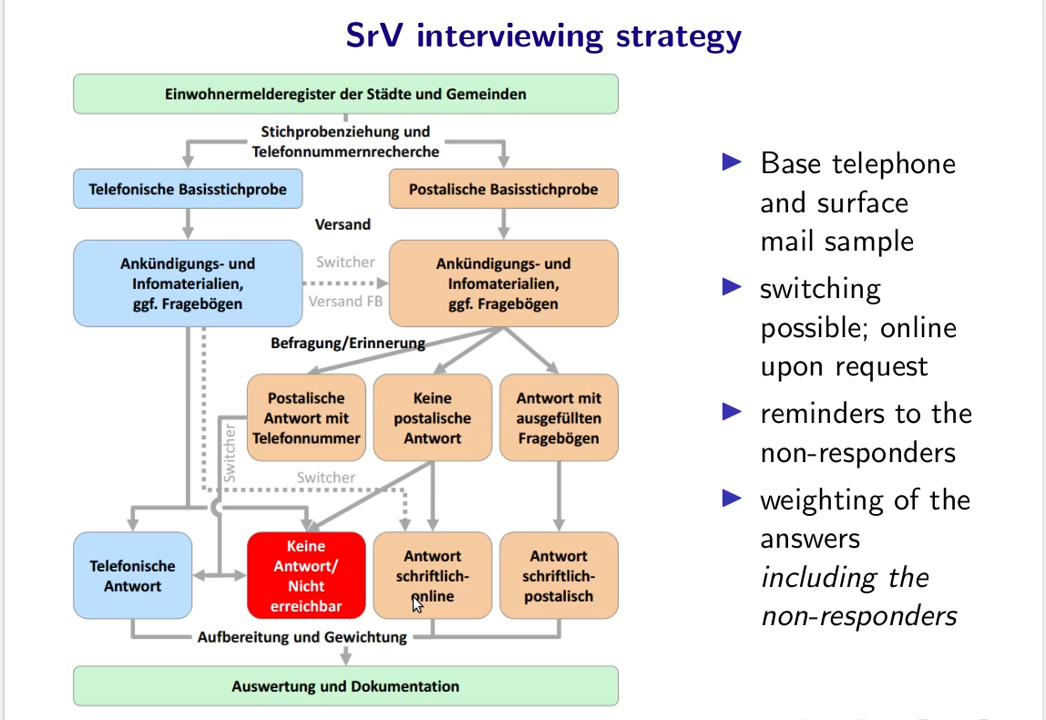 SrV interviewing strategy
Einwohnermelderegister der Städte und Gemeinden
Stichprobenziehung und
Telefonnummernrecherche
Telefonische Basisstichprobe
Postalische Basisstichprobe
Versand
Ankündigungs- und
Infomaterialien,
ggf. Fragebögen
Switcher
Versand FB
Ankündigungs- und
Infomaterialien,
ggf. Fragebögen
Befragung/Erinnerung
Postalische
Antwort mit
Telefonnummer
Keine
postalische
Antwort
Antwort mit
ausgefüllten
Fragebögen
Switcher
Switcher
Telefonische
Antwort
Keine
Antwort/
Nicht
erreichbar
Antwort
schriftlich-
online
Antwort
schriftlich-
postalisch
Aufbereitung und Gewichtung
Auswertung und Dokumentation
Base telephone
and surface
mail sample
switching
possible; online
upon request
reminders to the
non-responders
weighting of the
answers
including the
non-responders